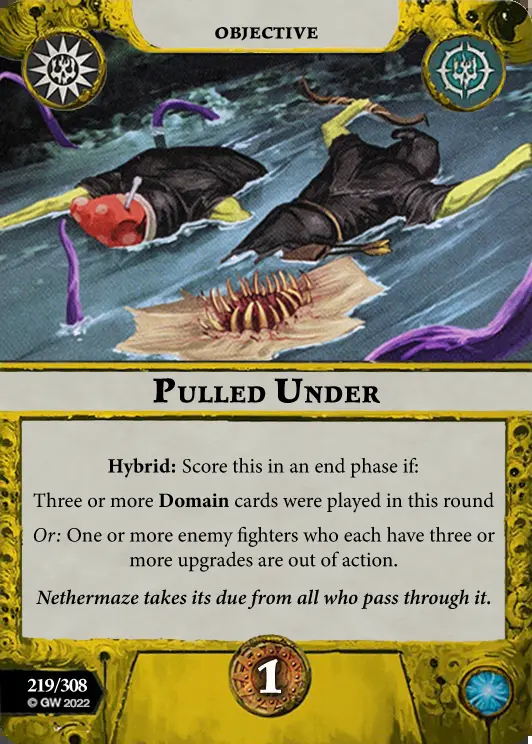 OBJECTIVE
PULLED UNDER
Hybrid: Score this in an end phase if:
Three or more Domain cards were played in this round
Or: One or more enemy fighters who each have three or
more upgrades are out of action.
Nethermaze takes its due from all who pass through it.
1
219/308
© GW 2022